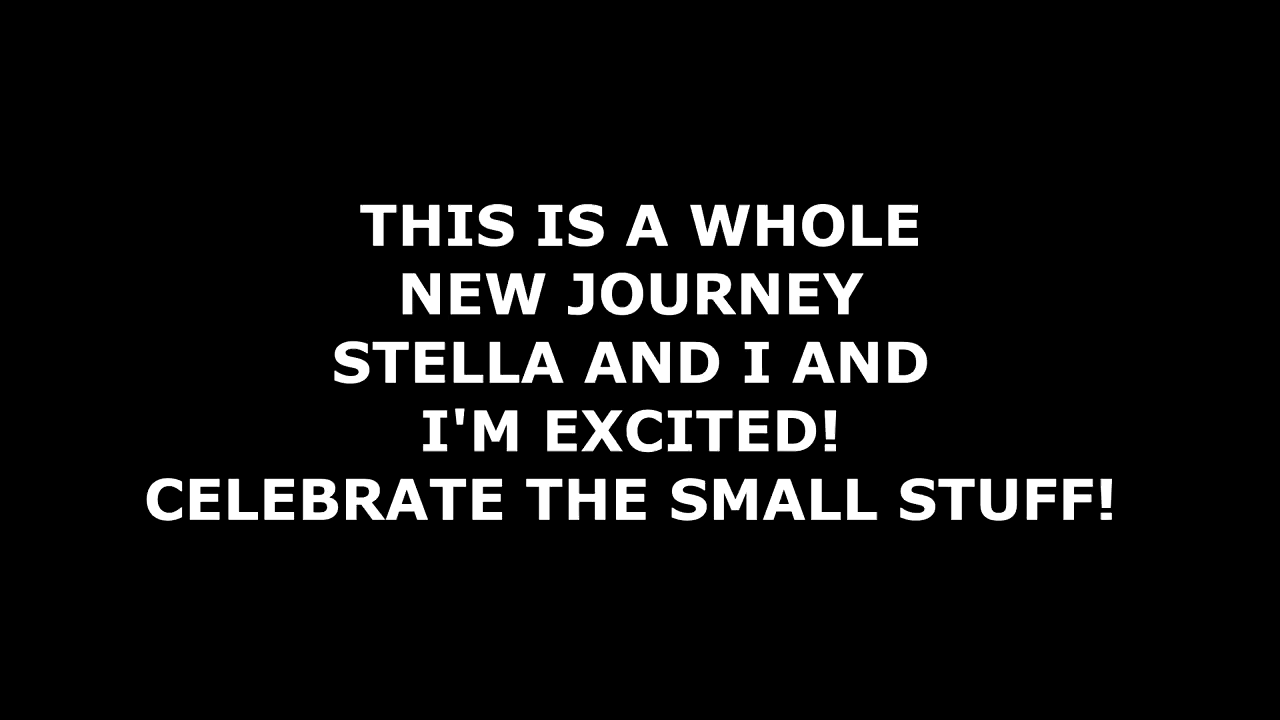 THIS IS A WHOLE
NEW JOURNEY
STELLA AND I AND
I'M EXCITED!
CELEBRATE THE SMALL STUFF!